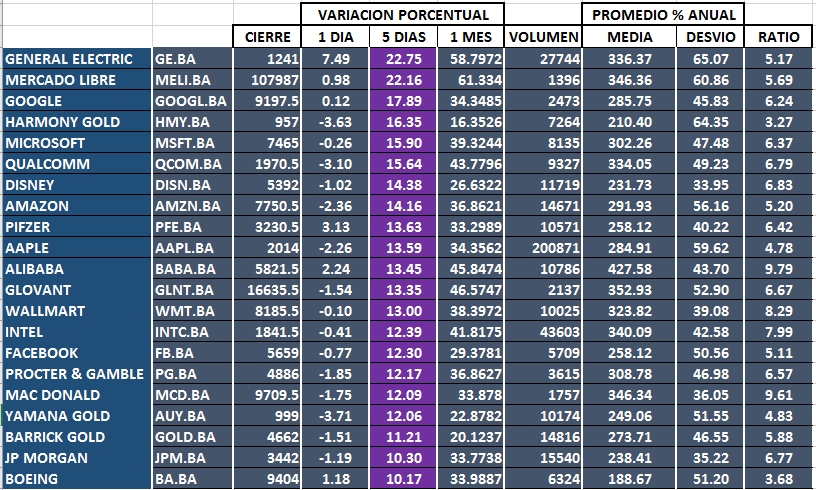 VARIACION PORCENTUAL PROMEDIO % ANUAL
CIERRE 1 DIA 5 DIAS 1 MES VOLUMEN MEDIA DESVIO RATIO
GENERAL ELECTRIC GE.BA 1241 7.49 22.75 58.7972 27744 336.37 65.07 5.17
MERCADO LIBRE MELI.BA 107987 0.98 22.16 61.334 1396 346.36 60.86 5.69
GOOGLE GOOGL.BA 9197.5 0.12 17.89 34.3485 2473 285.75 45.83 6.24
HARMONY GOLD HMY.BA 957 -3.63 16.35 16.3526 7264 210.40 64.35 3.27
MICROSOFT MSFT.BA 7465 -0.26 15.90 39.3244 8135 302.26 47.48 6.37
QUALCOMM QCOM.BA 1970.5 -3.10 15.64 43.7796 9327 334.05 49.23 6.79
DISNEY DISN.BA 5392 -1.02 14.38 26.6322 11719 231.73 33.95 6.83
AMAZON AMZN.BA 7750.5 -2.36 14.16 36.8621 14671 291.93 56.16 5.20
PIFZER PFE.BA 3230.5 3.13 13.63 33.2989 10571 258.12 40.22 6.42
AAPLE AAPL.BA 2014 -2.26 13.59 34.3562 200871 284.91 59.62 4.78
ALIBABA BABA.BA 5821.5 2.24 13.45 45.8474 10786 427.58 43.70 9.79
GLOVANT GLNT.BA 16635.5 -1.54 13.35 46.5747 2137 352.93 52.90 6.67
WALLMART WMT.BA 8185.5 -0.10 13.00 38.3972 10025 323.82 39.08 8.29
INTEL INTC.BA 1841.5 -0.41 12.39 41.8175 43603 340.09 42.58 7.99
FACEBOOK FB.BA 5659 -0.77 12.30 29.3781 5709 258.12 50.56 5.11
PROCTER & GAMBLE PG.BA 4886 -1.85 12.17 36.8627 3615 308.78 46.98 6.57
MAC DONALD MCD.BA 9709.5 -1.75 12.09 33.878 1757 346.34 36.05 9.61
YAMANA GOLD AUY.BA 999 -3.71 12.06 22.8782 10174 249.06 51.55 4.83
BARRICK GOLD GOLD.BA 4662 -1.51 11.21 20.1237 14816 273.71 46.55 5.88
JP MORGAN JPM.BA 3442 -1.19 10.30 33.7738 15540 238.41 35.22 6.77
BOEING BA.BA 9404 1.18 10.17 33.9887 6324 188.67 51.20 3.68